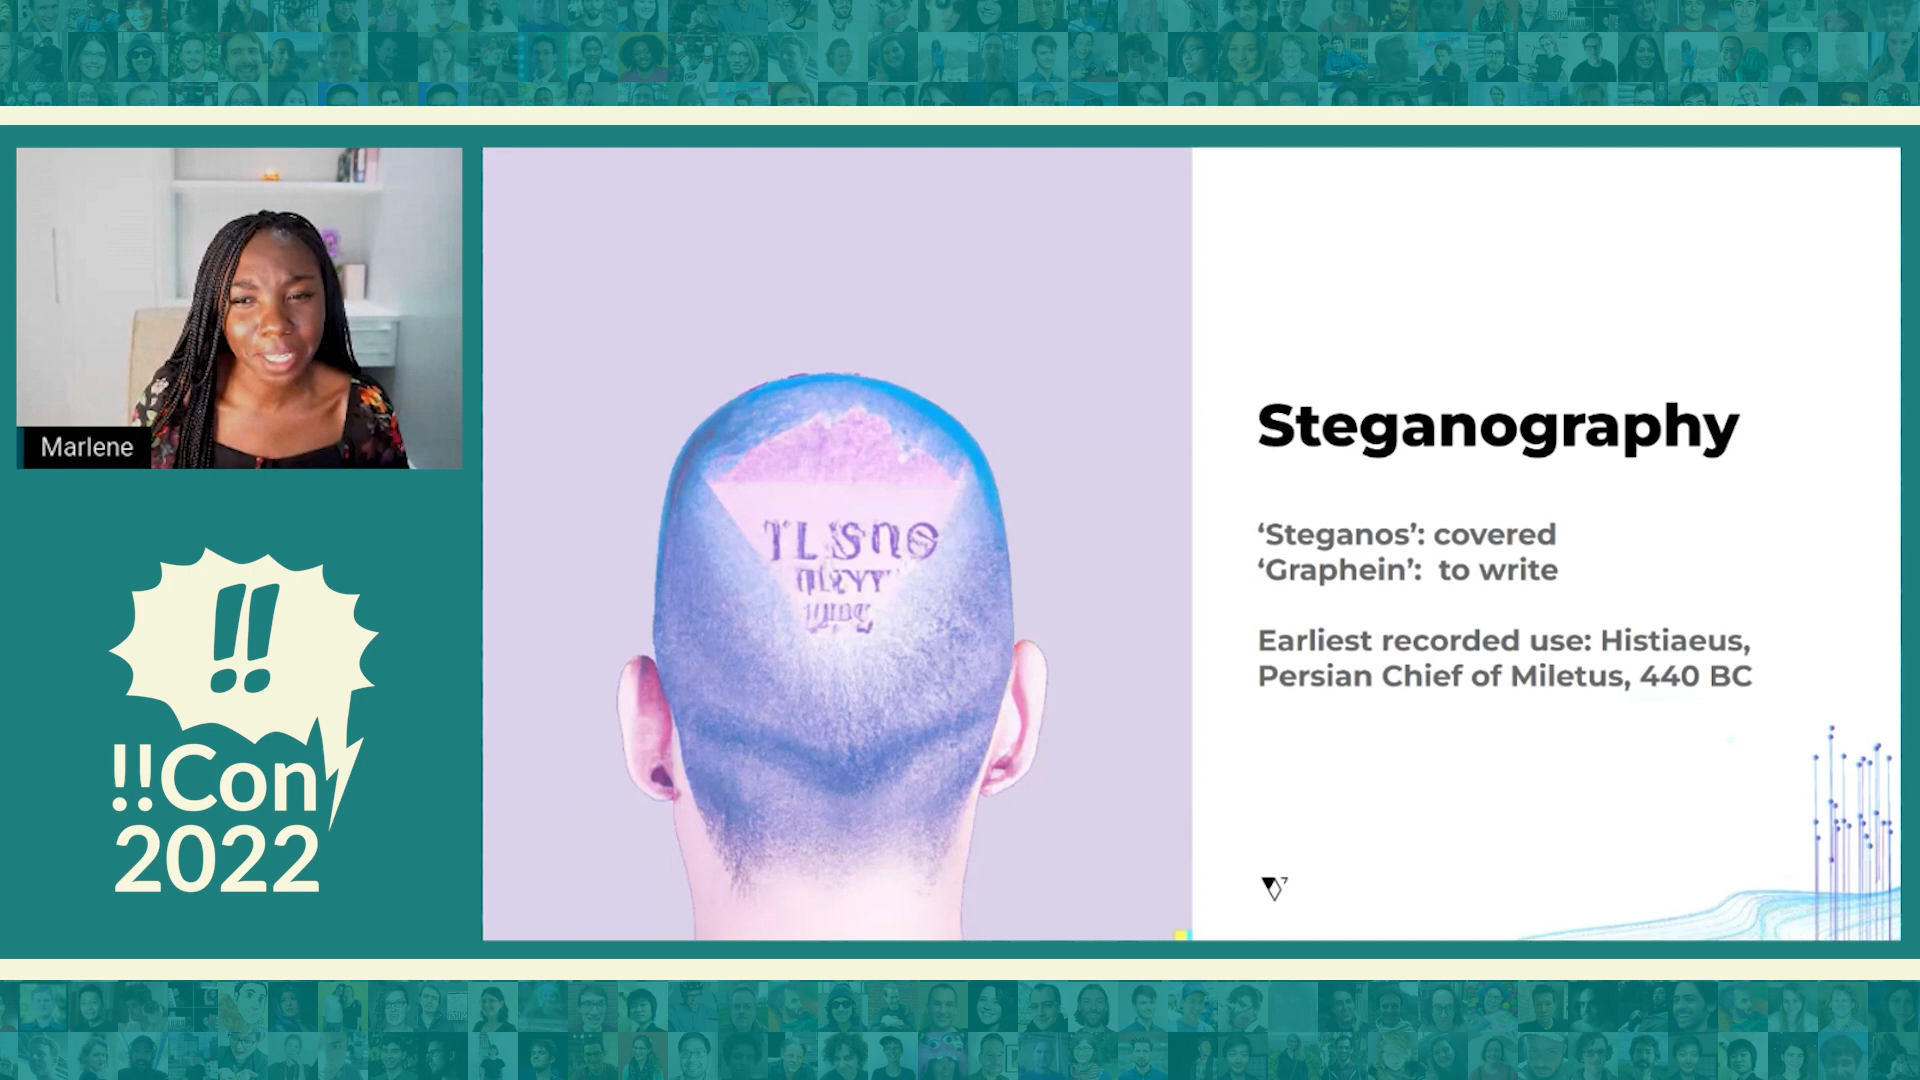 Marlene
!!
!!Con
2022
Steganography
‘Steganos’: covered
‘Graphein’:  to write
Earliest recorded use: Histiaeus,
Persian Chief of Miletus, 440 BC